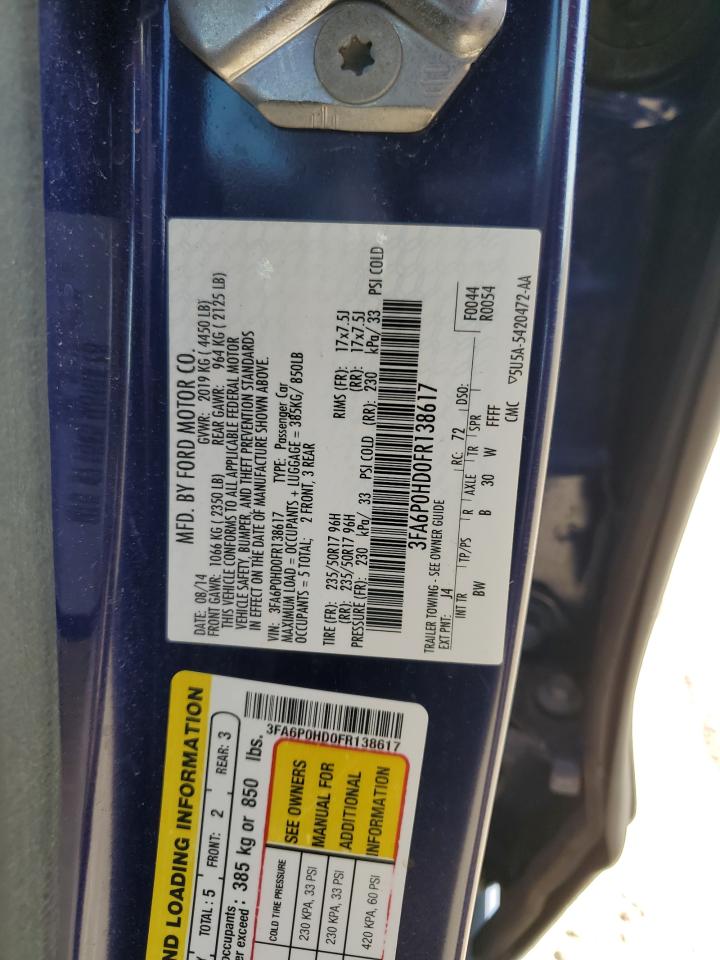 MFD. BY FORD MOTOR CO.
DATE: 08/14 GVWR: 2019 KG ( 4450 LB)
FRONT GAWR: 1066 KG ( 2350 LB) REAR GAWR: 964 KG ( 2125 LB)
THIS VEHICLE CONFORMS TO ALL APPLICABLE FEDERAL MOTOR
VEHICLE SAFETY, BUMPER, AND THEFT PREVENTION STANDARDS
IN EFFECT ON THE DATE OF MANUFACTURE SHOWN ABOVE.
VIN: 3FA6P0HD0FR138617 TYPE: Passenger Car
MAXIMUM LOAD = OCCUPANTS + LUGGAGE = 385KG/ 850LB
OCCUPANTS = 5 TOTAL; 2 FRONT, 3 REAR
TIRE (FR): 235/50R17 96H RIMS (FR): 17x7.5J
(RR): 235/50R17 96H (RR): 17x7.5J
PRESSURE (FR): 230 kPa/ 33 PSI COLD (RR): 230 kPa/ 33 PSI COLD
3FA6P0HD0FR138617
TRAILER TOWING - SEE OWNER GUIDE
EXT PNT: J4 RC: 72 DSO: F0044
R0054
INT TR TP/PS R AXLE TR SPR
BW B 30 W FFFF
CMC ▽5U5A-5420472-AA
ND LOADING INFORMATION
TOTAL: 5 FRONT: 2 REAR: 3
occupants
er exceed : 385 kg or 850 lbs.
3FA6P0HD0FR138617
COLD TIRE PRESSURE
230 KPA, 33 PSI
230 KPA, 33 PSI
420 KPA, 60 PSI
SEE OWNERS
MANUAL FOR
ADDITIONAL
INFORMATION